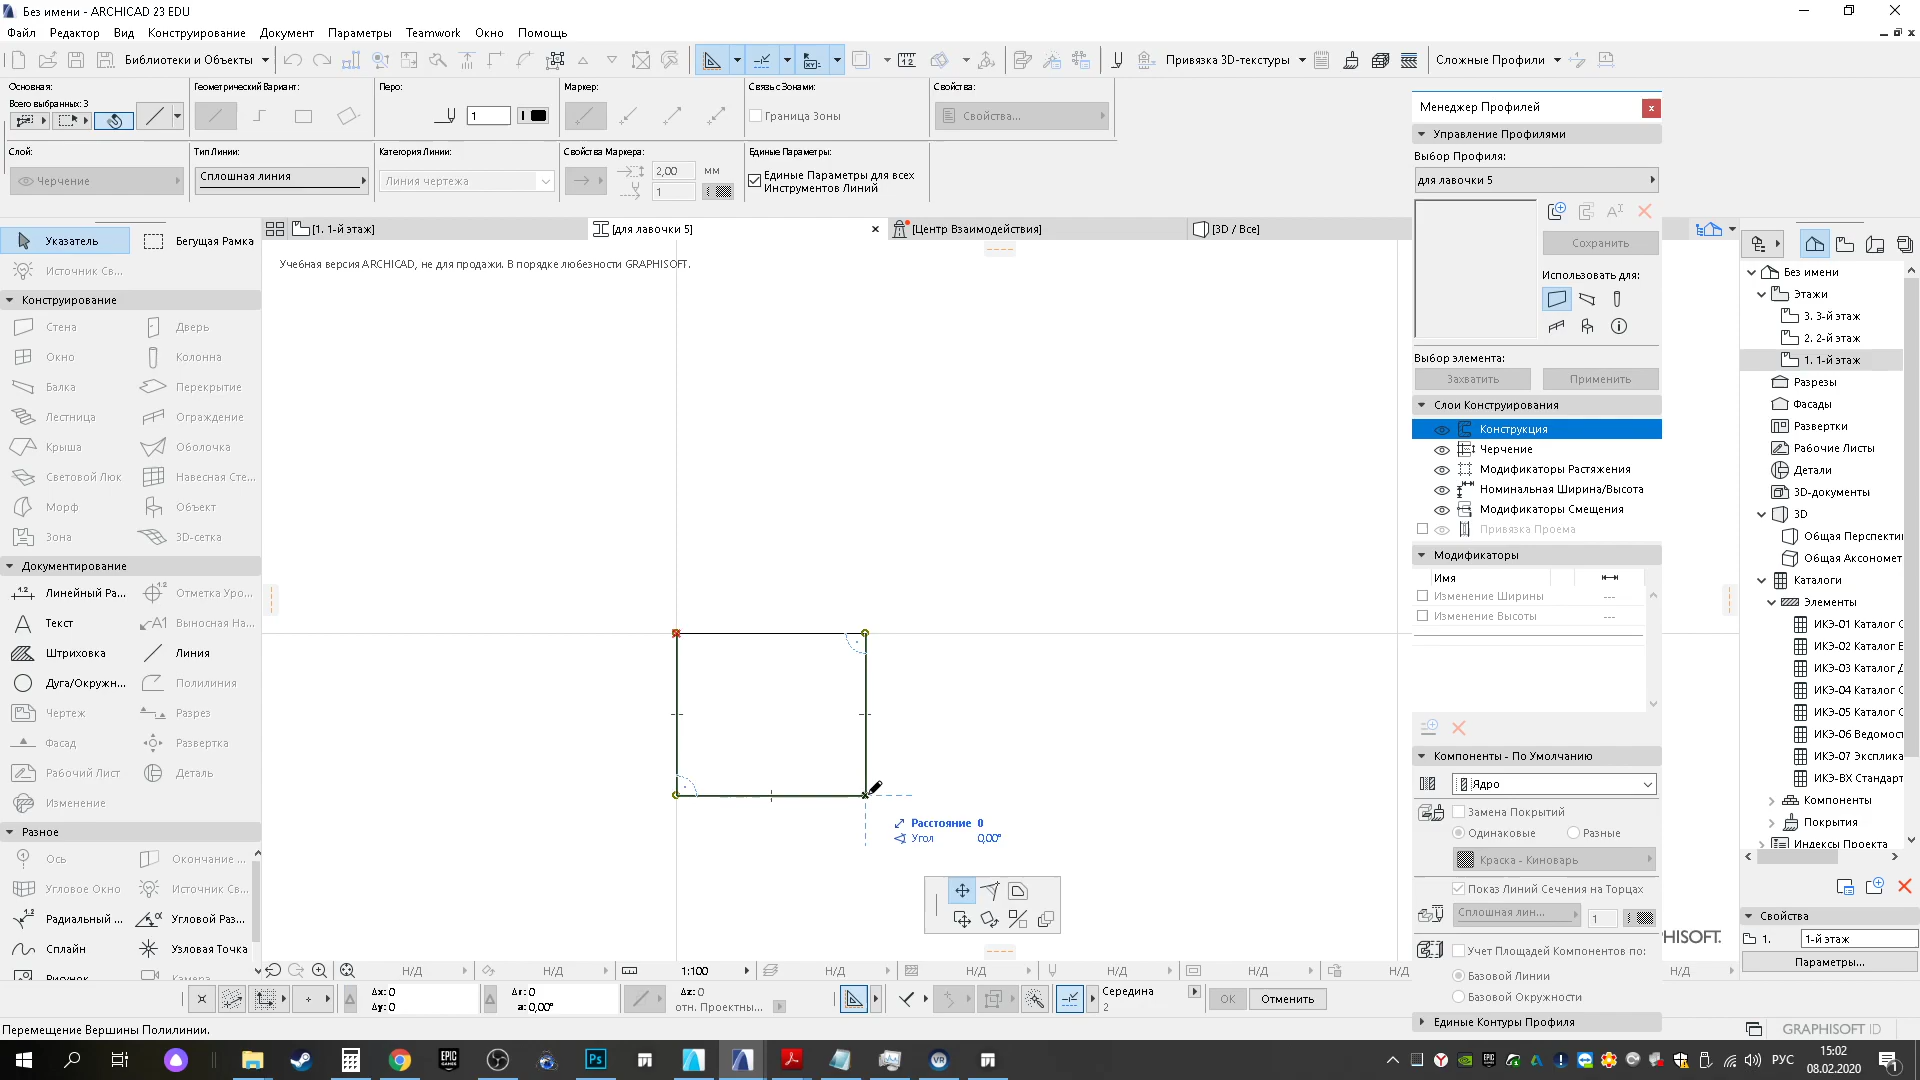 Без имени - ARCHICAD 23 EDU
Файл Редактор Вид Конструирование Документ Параметры Teamwork Окно Помощь
Библиотеки и Объекты
Привязка 3D-текстуры
Сложные Профили
Основная:
Всего выбранных: 3
Геометрический Вариант:
Перо:
1
Маркер:
Связь с Зонами:
Граница Зоны
Свойства:
Свойства...
Слой:
Черчение
Тип Линии:
Сплошная линия
Категория Линии:
Линия чертежа
Свойства Маркера:
2,00 мм
1
Единые Параметры:
Единые Параметры для всех
Инструментов Линий
[1. 1-й этаж]
[для лавочки 5]
[Центр Взаимодействия]
[3D / Все]
Учебная версия ARCHICAD, не для продажи. В порядке любезности GRAPHISOFT.
Указатель
Бегущая Рамка
Источник Св...
Конструирование
Стена
Дверь
Окно
Колонна
Балка
Перекрытие
Лестница
Ограждение
Крыша
Оболочка
Световой Люк
Навесная Сте...
Морф
Объект
Зона
3D-сетка
Документирование
Линейный Ра...
Отметка Уро...
Текст
Выносная На...
Штриховка
Линия
Дуга/Окружн...
Полилиния
Чертеж
Разрез
Фасад
Развертка
Рабочий Лист
Деталь
Изменение
Разное
Ось
Окончание ...
Угловое Окно
Источник Св...
Радиальный ...
Угловой Раз...
Сплайн
Узловая Точка
Рисунок
Камера
Расстояние 0
Угол 0,00°
Менеджер Профилей
Управление Профилями
Выбор Профиля:
для лавочки 5
Сохранить
Использовать для:
Выбор элемента:
Захватить
Применить
Слои Конструирования
Конструкция
Черчение
Модификаторы Растяжения
Номинальная Ширина/Высота
Модификаторы Смещения
Привязка Проема
Модификаторы
Имя
Изменение Ширины ---
Изменение Высоты ---
Компоненты - По Умолчанию
Ядро
Замена Покрытий
Одинаковые
Разные
Краска - Киноварь
Показ Линий Сечения на Торцах
Сплошная лин...
1
Учет Площадей Компонентов по:
Базовой Линии
Базовой Окружности
Единые Контуры Профиля
Без имени
Этажи
3. 3-й этаж
2. 2-й этаж
1. 1-й этаж
Разрезы
Фасады
Развертки
Рабочие Листы
Детали
3D-документы
3D
Общая Перспекти
Общая Аксономет
Каталоги
Элементы
ИКЭ-01 Каталог С
ИКЭ-02 Каталог Е
ИКЭ-03 Каталог Д
ИКЭ-04 Каталог С
ИКЭ-05 Каталог С
ИКЭ-06 Ведомост
ИКЭ-07 Эксплика
ИКЭ-ВХ Стандарт
Компоненты
Покрытия
Индексы Проекта
Свойства
1. 1-й этаж
Параметры...
HISOFT.
Н/Д Н/Д 1:100 Н/Д Н/Д Н/Д Н/Д Н/Д Н/Д
Δx: 0
Δy: 0
Δr: 0
a: 0,00°
Δz: 0
отн. Проектны...
Середина
2
OK
Отменить
Перемещение Вершины Полилинии.
GRAPHISOFT ID
РУС
15:02
08.02.2020